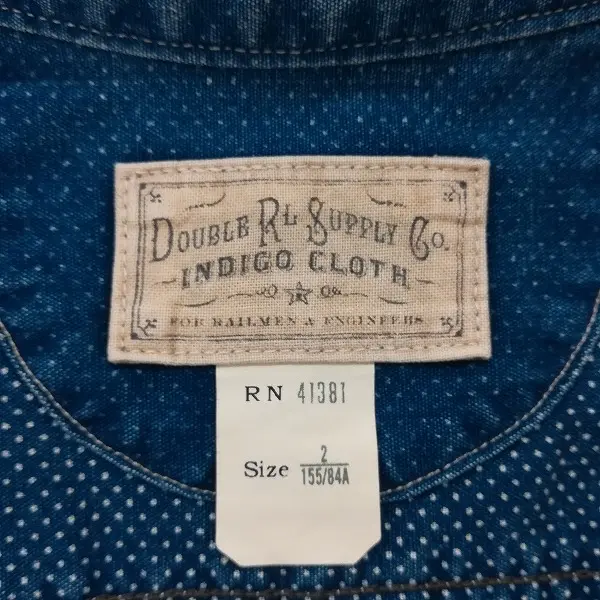 DOUBLE RL SUPPLY CO.
INDIGO CLOTH
FOR RAILMEN & ENGINEERS
RN 41381
Size 2
155/84A